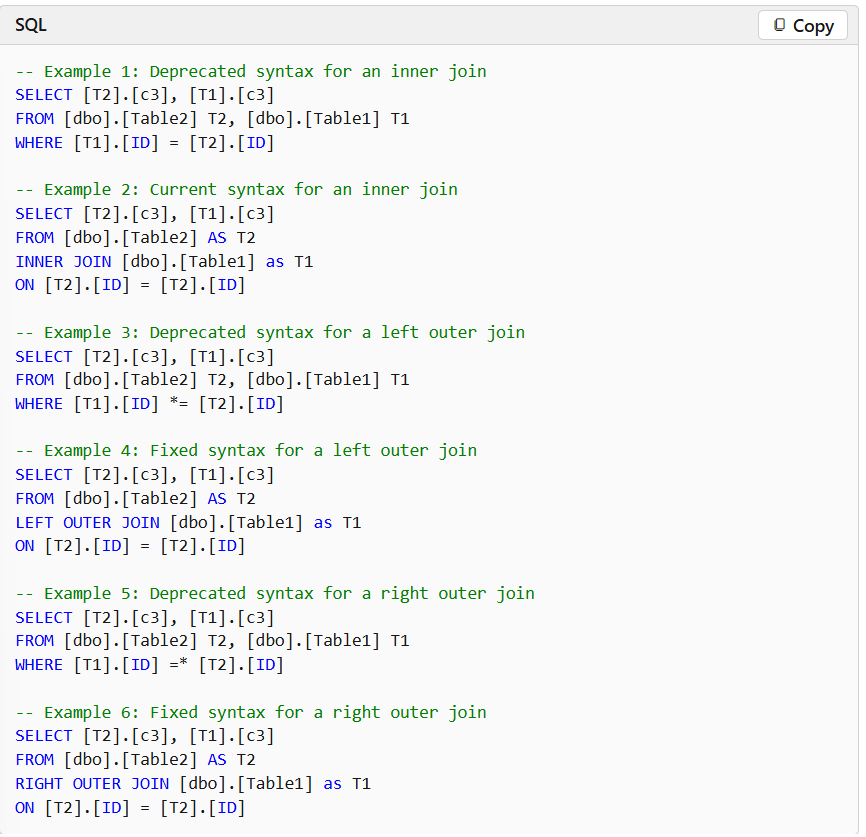 SQL
Copy
-- Example 1: Deprecated syntax for an inner join
SELECT [T2].[c3], [T1].[c3]
FROM [dbo].[Table2] T2, [dbo].[Table1] T1
WHERE [T1].[ID] = [T2].[ID]
-- Example 2: Current syntax for an inner join
SELECT [T2].[c3], [T1].[c3]
FROM [dbo].[Table2] AS T2
INNER JOIN [dbo].[Table1] as T1
ON [T2].[ID] = [T2].[ID]
-- Example 3: Deprecated syntax for a left outer join
SELECT [T2].[c3], [T1].[c3]
FROM [dbo].[Table2] T2, [dbo].[Table1] T1
WHERE [T1].[ID] *= [T2].[ID]
-- Example 4: Fixed syntax for a left outer join
SELECT [T2].[c3], [T1].[c3]
FROM [dbo].[Table2] AS T2
LEFT OUTER JOIN [dbo].[Table1] as T1
ON [T2].[ID] = [T2].[ID]
-- Example 5: Deprecated syntax for a right outer join
SELECT [T2].[c3], [T1].[c3]
FROM [dbo].[Table2] T2, [dbo].[Table1] T1
WHERE [T1].[ID] =* [T2].[ID]
-- Example 6: Fixed syntax for a right outer join
SELECT [T2].[c3], [T1].[c3]
FROM [dbo].[Table2] AS T2
RIGHT OUTER JOIN [dbo].[Table1] as T1
ON [T2].[ID] = [T2].[ID]